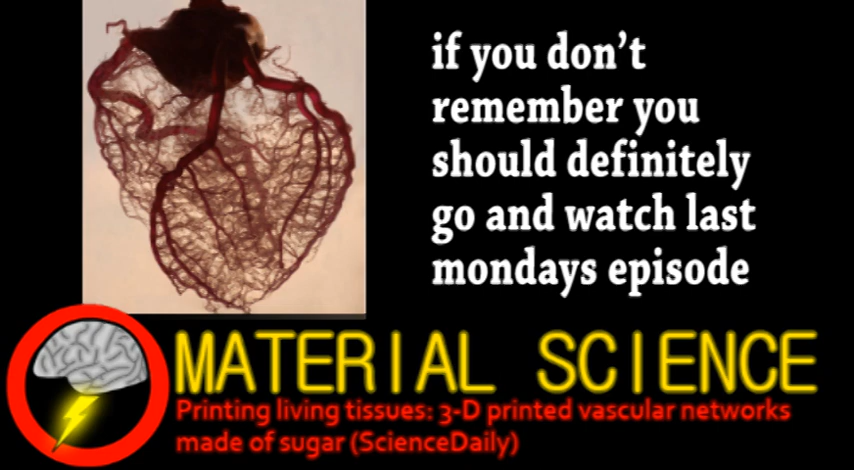 if you don’t
remember you
should definitely
go and watch last
mondays episode
MATERIAL SCIENCE
Printing living tissues: 3-D printed vascular networks
made of sugar (ScienceDaily)